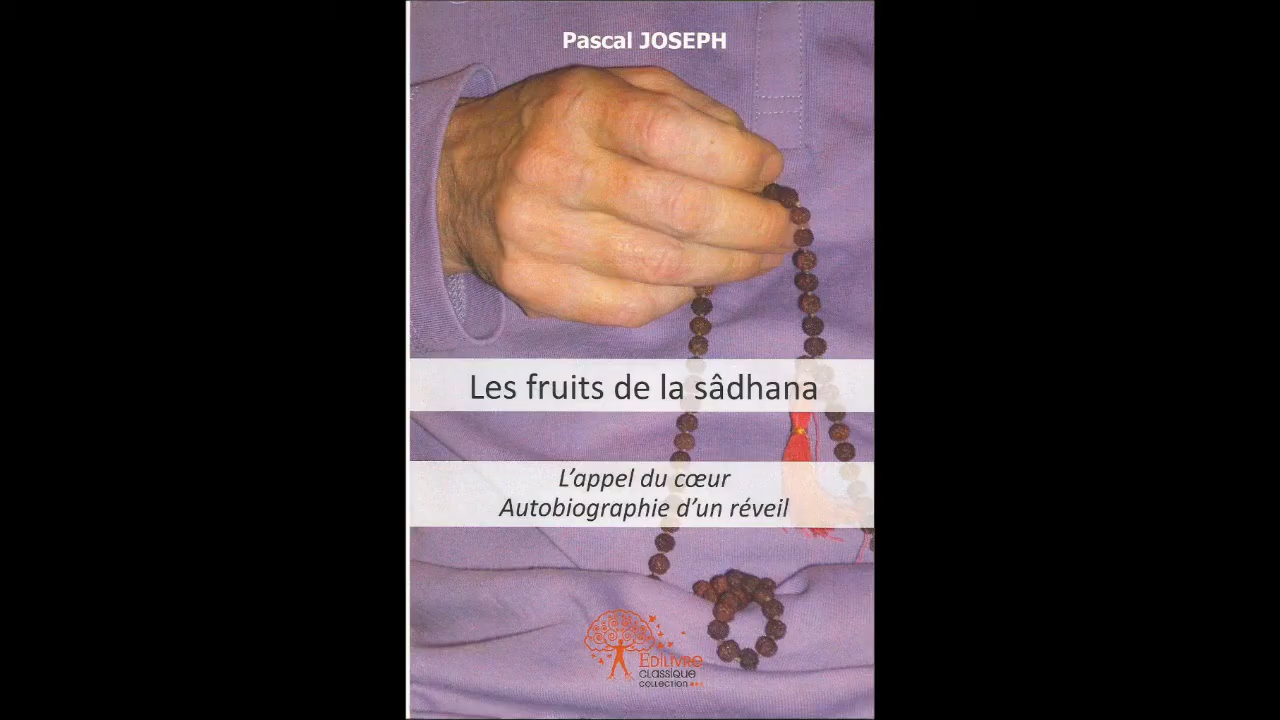 Pascal JOSEPH
Les fruits de la sâdhana
L'appel du cœur
Autobiographie d'un réveil
EDILIVRE
CLASSIQUE
COLLECTION